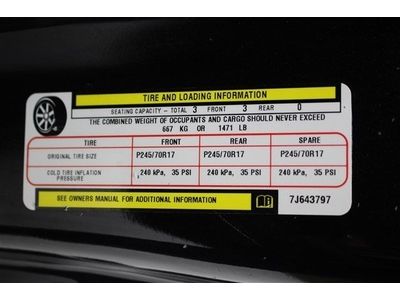 TIRE AND LOADING INFORMATION
SEATING CAPACITY - TOTAL 3 FRONT 3 REAR 0
THE COMBINED WEIGHT OF OCCUPANTS AND CARGO SHOULD NEVER EXCEED
667 KG OR 1471 LB
TIRE FRONT REAR SPARE
ORIGINAL TIRE SIZE P245/70R17 P245/70R17 P245/70R17
COLD TIRE INFLATION PRESSURE 240 kPa, 35 PSI 240 kPa, 35 PSI 240 kPa, 35 PSI
SEE OWNERS MANUAL FOR ADDITIONAL INFORMATION 7J643797